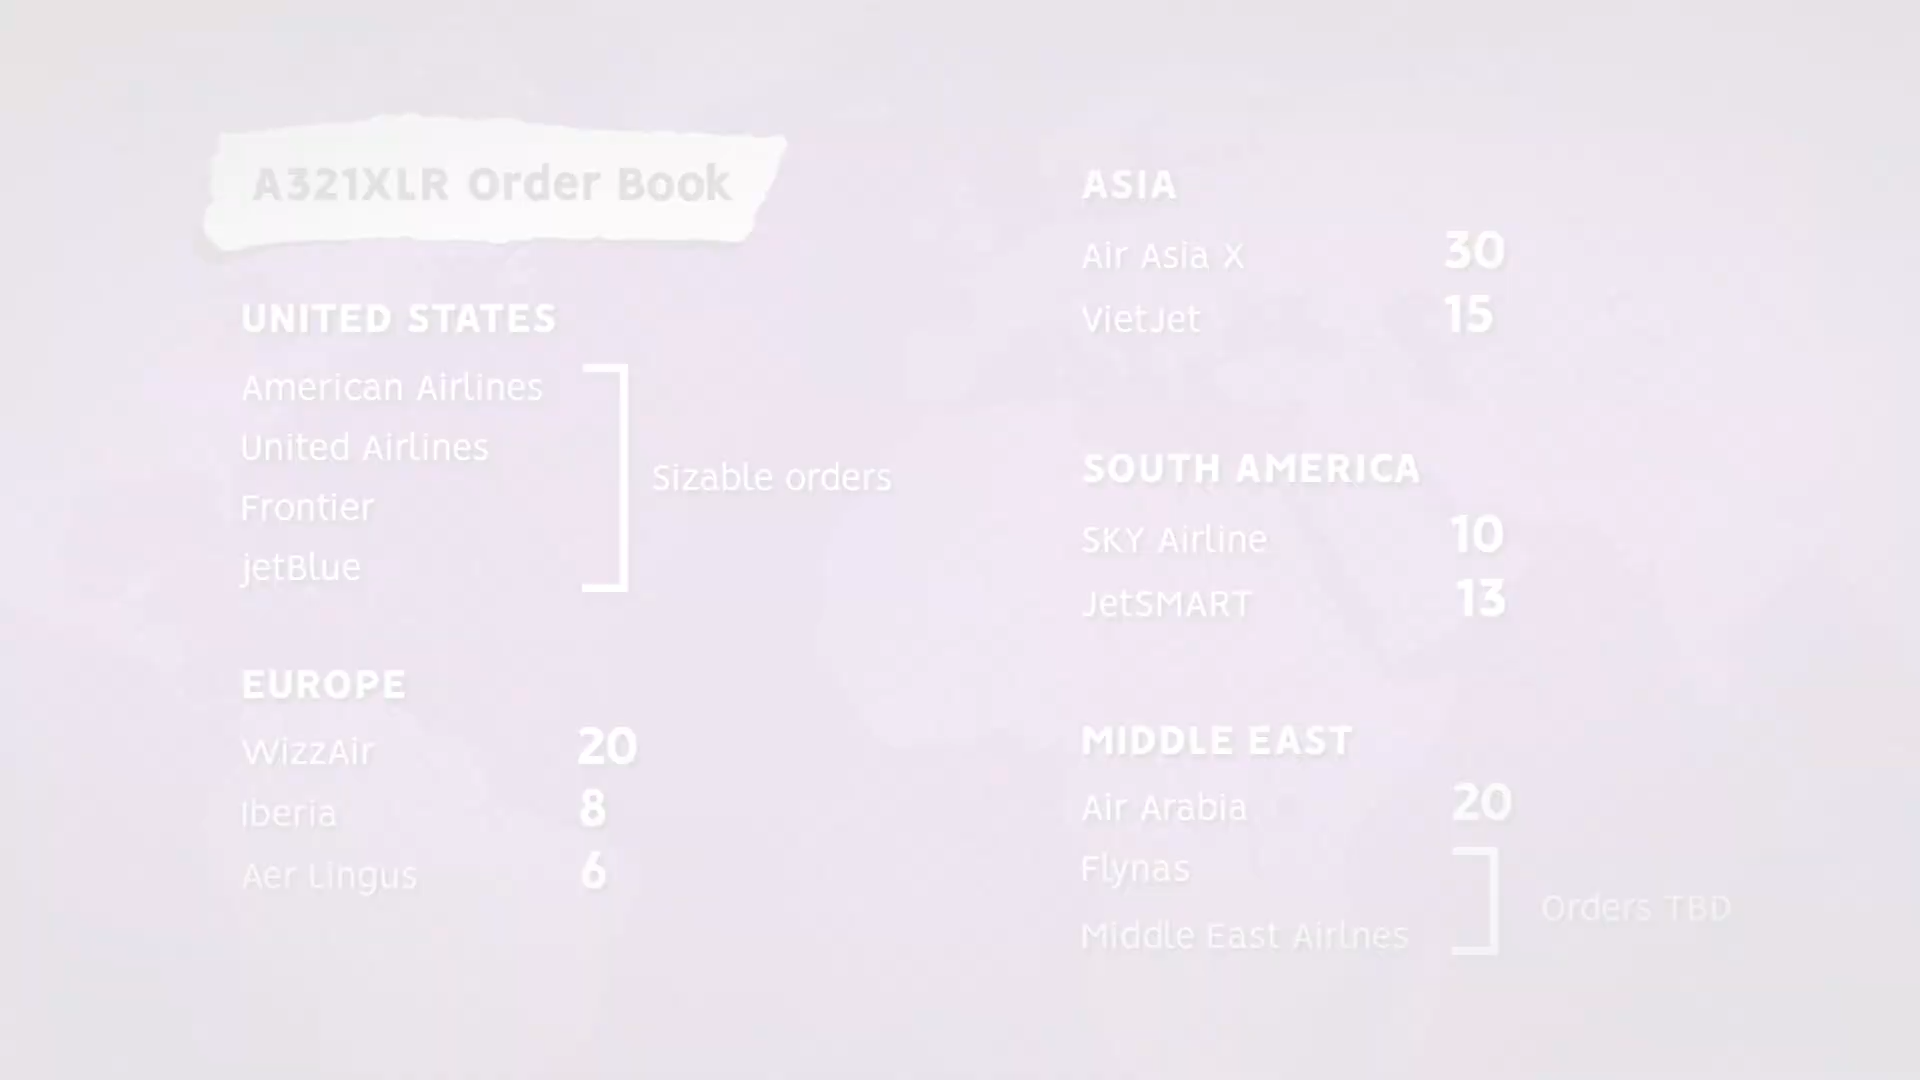 A321XLR Order Book
UNITED STATES
American Airlines
United Airlines
Frontier
jetBlue
Sizable orders
EUROPE
WizzAir 20
Iberia 8
Aer Lingus 6
ASIA
Air Asia X 30
VietJet 15
SOUTH AMERICA
SKY Airline 10
JetSMART 13
MIDDLE EAST
Air Arabia 20
Flynas
Middle East Airlnes
Orders TBD